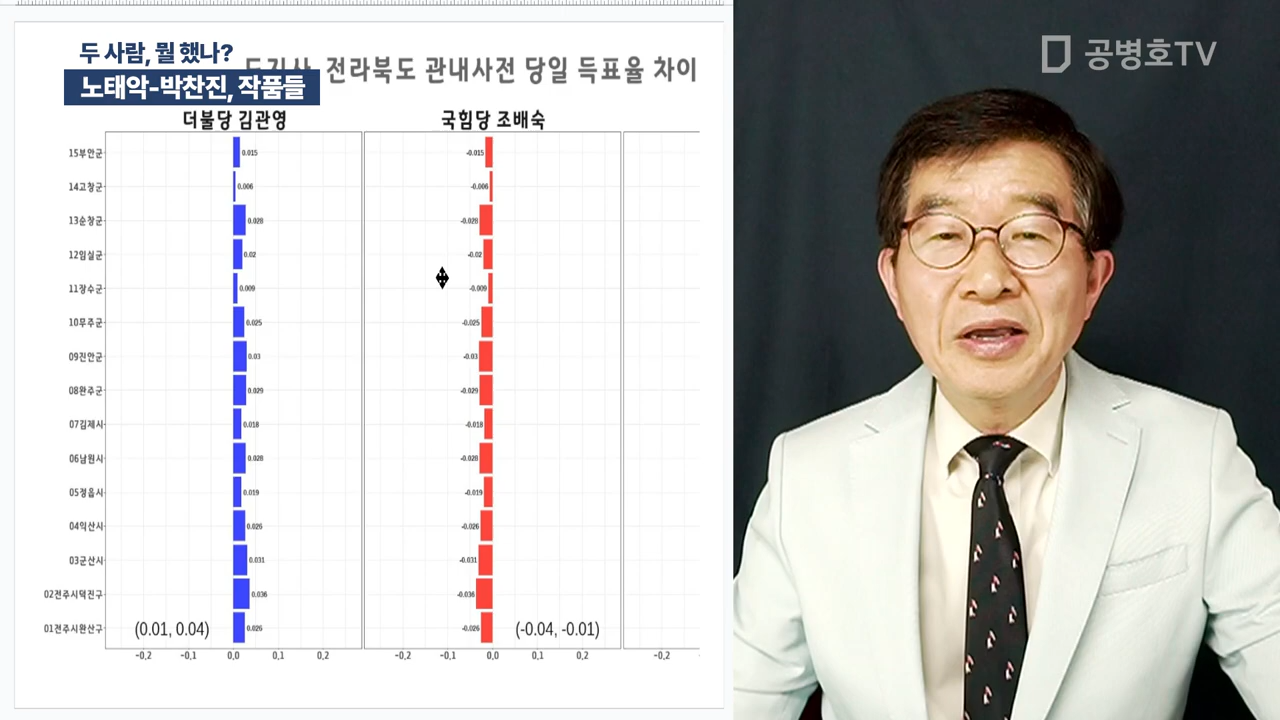 두 사람, 뭘 했나?
노태악-박찬진, 작품들
전라북도 관내사전 당일 득표율 차이
공병호TV
더불당 김관영
국힘당 조배숙
15부안군 0.015 -0.015
14고창군 0.006 -0.006
13순창군 0.028 -0.028
12임실군 0.02 -0.02
11장수군 0.009 -0.009
10무주군 0.025 -0.025
09진안군 0.03 -0.03
08완주군 0.029 -0.029
07김제시 0.018 -0.018
06남원시 0.028 -0.028
05정읍시 0.019 -0.019
04익산시 0.026 -0.026
03군산시 0.031 -0.031
02전주시덕진구 0.036 -0.036
01전주시완산구 (0.01, 0.04) 0.026 -0.026 (-0.04, -0.01)
-0,2 -0,1 0,0 0,1 0,2 -0,2 -0,1 0,0 0,1 0,2 -0,2